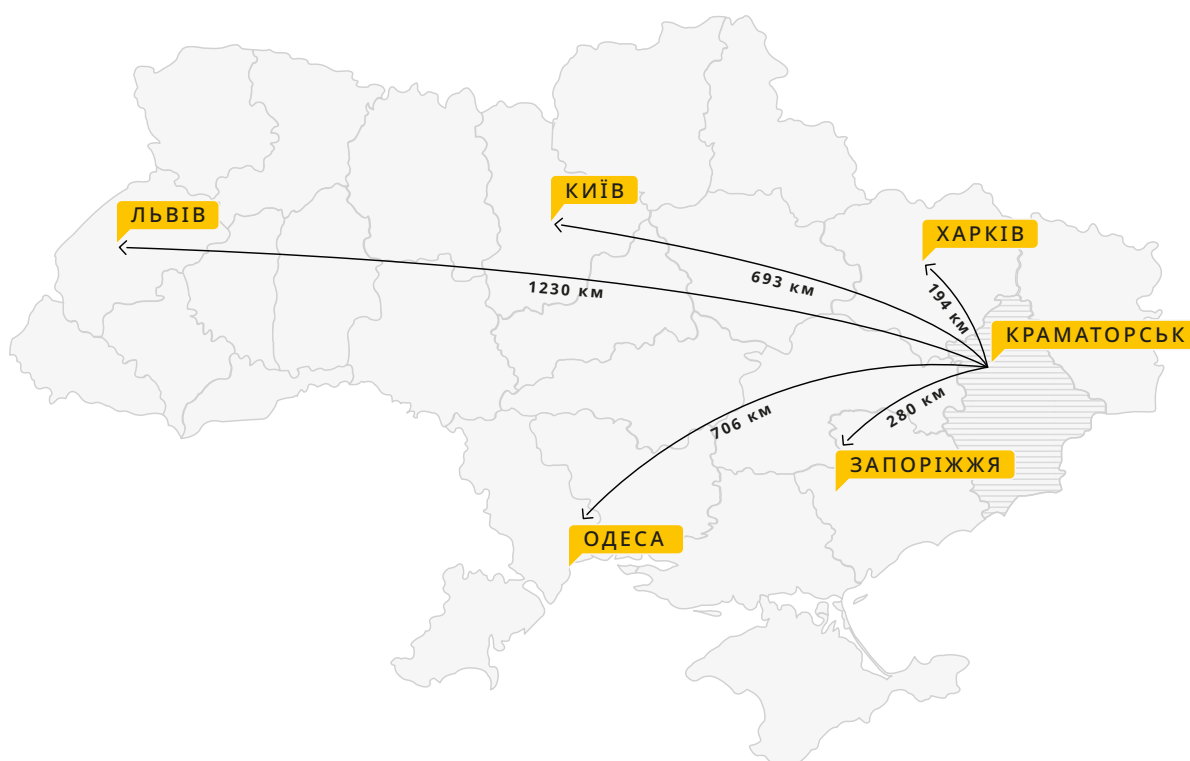 КИЇВ
ЛЬВІВ
ХАРКІВ
693 км
1230 км
194 км
КРАМАТОРСЬК
280 км
706 км
ЗАПОРІЖЖЯ
ОДЕСА